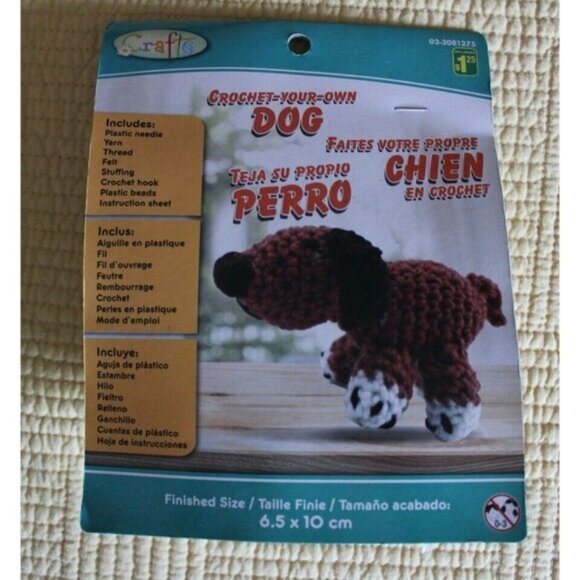 Crafts
02-3081275
$1.25
CROCHET-YOUR-OWN
DOG
FAITES VOTRE PROPRE
CHIEN
EN CROCHET
TEJA SU PROPIO
PERRO
Includes:
Plastic needle
Yarn
Thread
Felt
Stuffing
Crochet hook
Plastic beads
Instruction sheet
Inclus:
Aiguille en plastique
Fil
Fil d'ouvrage
Feutre
Rembourrage
Crochet
Perles en plastique
Mode d'emploi
Incluye:
Aguja de plástico
Estambre
Hilo
Fieltro
Relleno
Ganchillo
Cuentas de plástico
Hoja de instrucciones
Finished Size / Taille Finie / Tamaño acabado:
6.5 x 10 cm
0-3